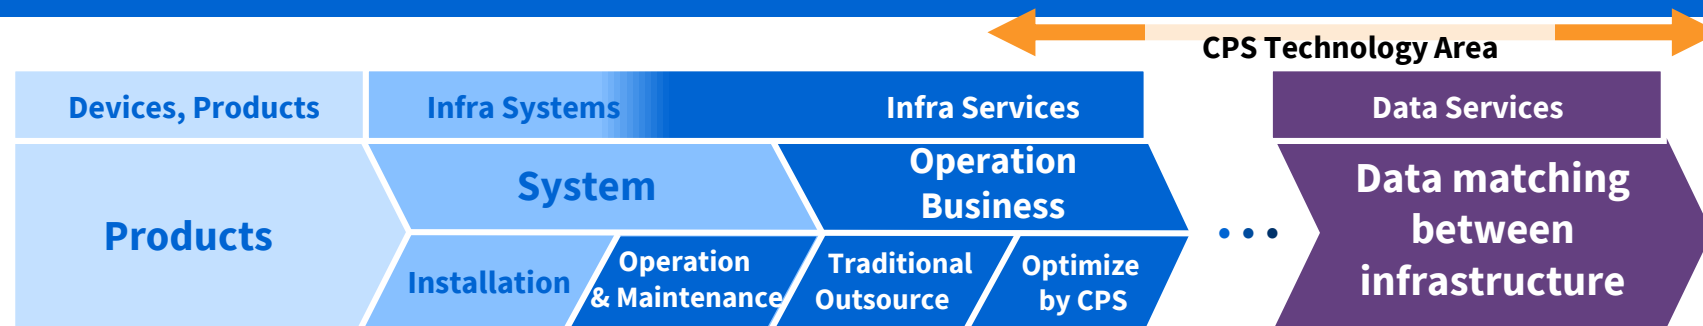 CPS Technology Area
Devices, Products
Infra Systems
Infra Services
Data Services
Products
System
Operation
Business
Installation
Operation
& Maintenance
Traditional
Outsource
Optimize
by CPS
Data matching
between
infrastructure